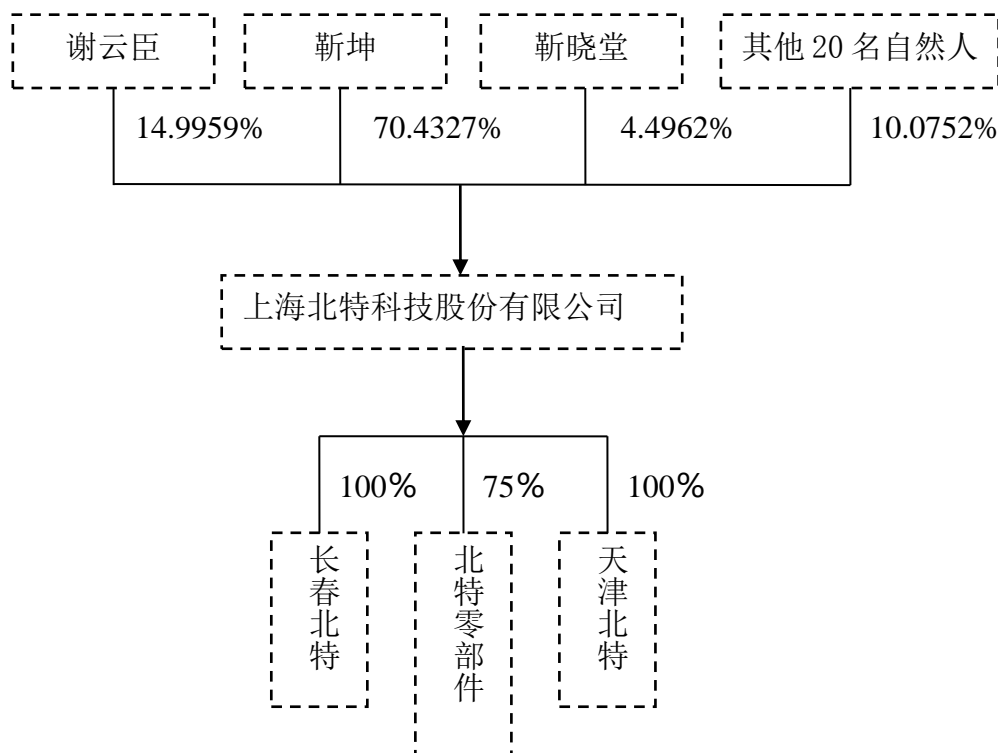 谢云臣
靳坤
靳晓堂
其他 20 名自然人
14.9959%
70.4327%
4.4962%
10.0752%
上海北特科技股份有限公司
100%
75%
100%
长春北特
北特零部件
天津北特